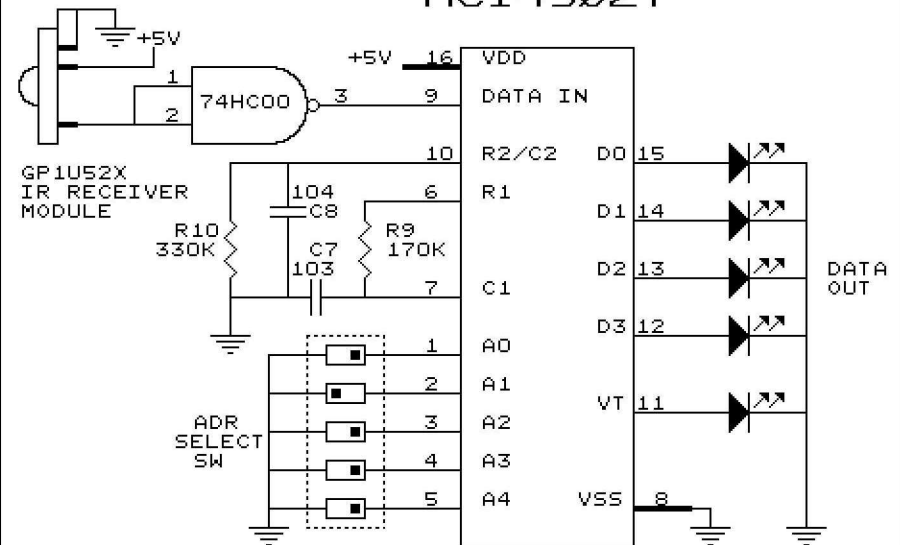 +5V
1
2
74HC00
3
GP1U52X
IR RECEIVER
MODULE
+5V
16
VDD
9
DATA IN
10
R2/C2
6
R1
104
C8
R10
330K
C7
103
R9
170K
7
C1
D0
15
D1
14
D2
13
D3
12
VT
11
DATA
OUT
ADR
SELECT
SW
1
A0
2
A1
3
A2
4
A3
5
A4
VSS
8